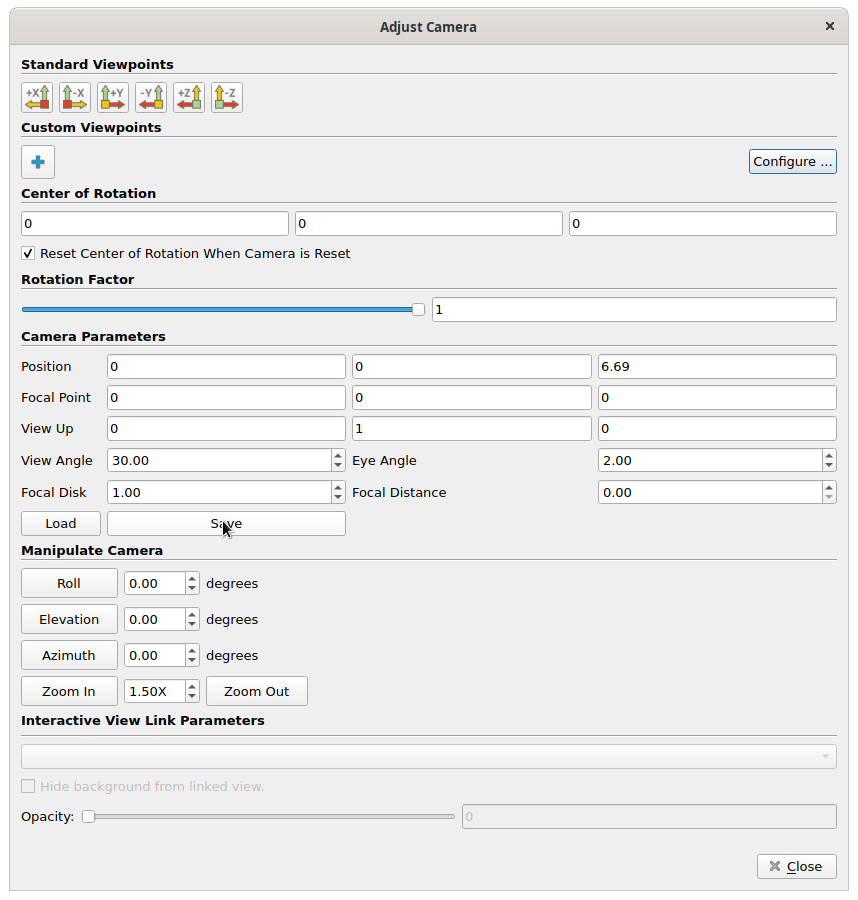 Adjust Camera
Standard Viewpoints
+X -X +Y -Y +Z -Z
Custom Viewpoints
Configure ...
Center of Rotation
0 0 0
Reset Center of Rotation When Camera is Reset
Rotation Factor
1
Camera Parameters
Position 0 0 6.69
Focal Point 0 0 0
View Up 0 1 0
View Angle 30.00 Eye Angle 2.00
Focal Disk 1.00 Focal Distance 0.00
Load Save
Manipulate Camera
Roll 0.00 degrees
Elevation 0.00 degrees
Azimuth 0.00 degrees
Zoom In 1.50X Zoom Out
Interactive View Link Parameters
Hide background from linked view.
Opacity: 0
Close